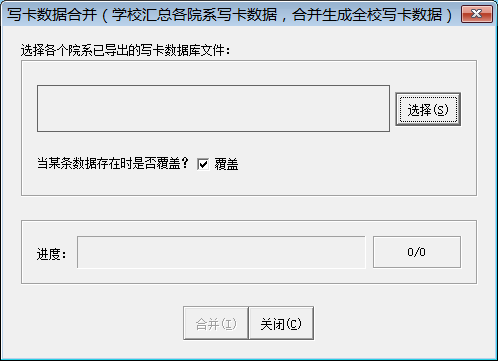 写卡数据合并（学校汇总各院系写卡数据，合并生成全校写卡数据）
选择各个院系已导出的写卡数据库文件：
选择(S)
当某条数据存在时是否覆盖？ 覆盖
进度： 0/0
合并(I) 关闭(C)